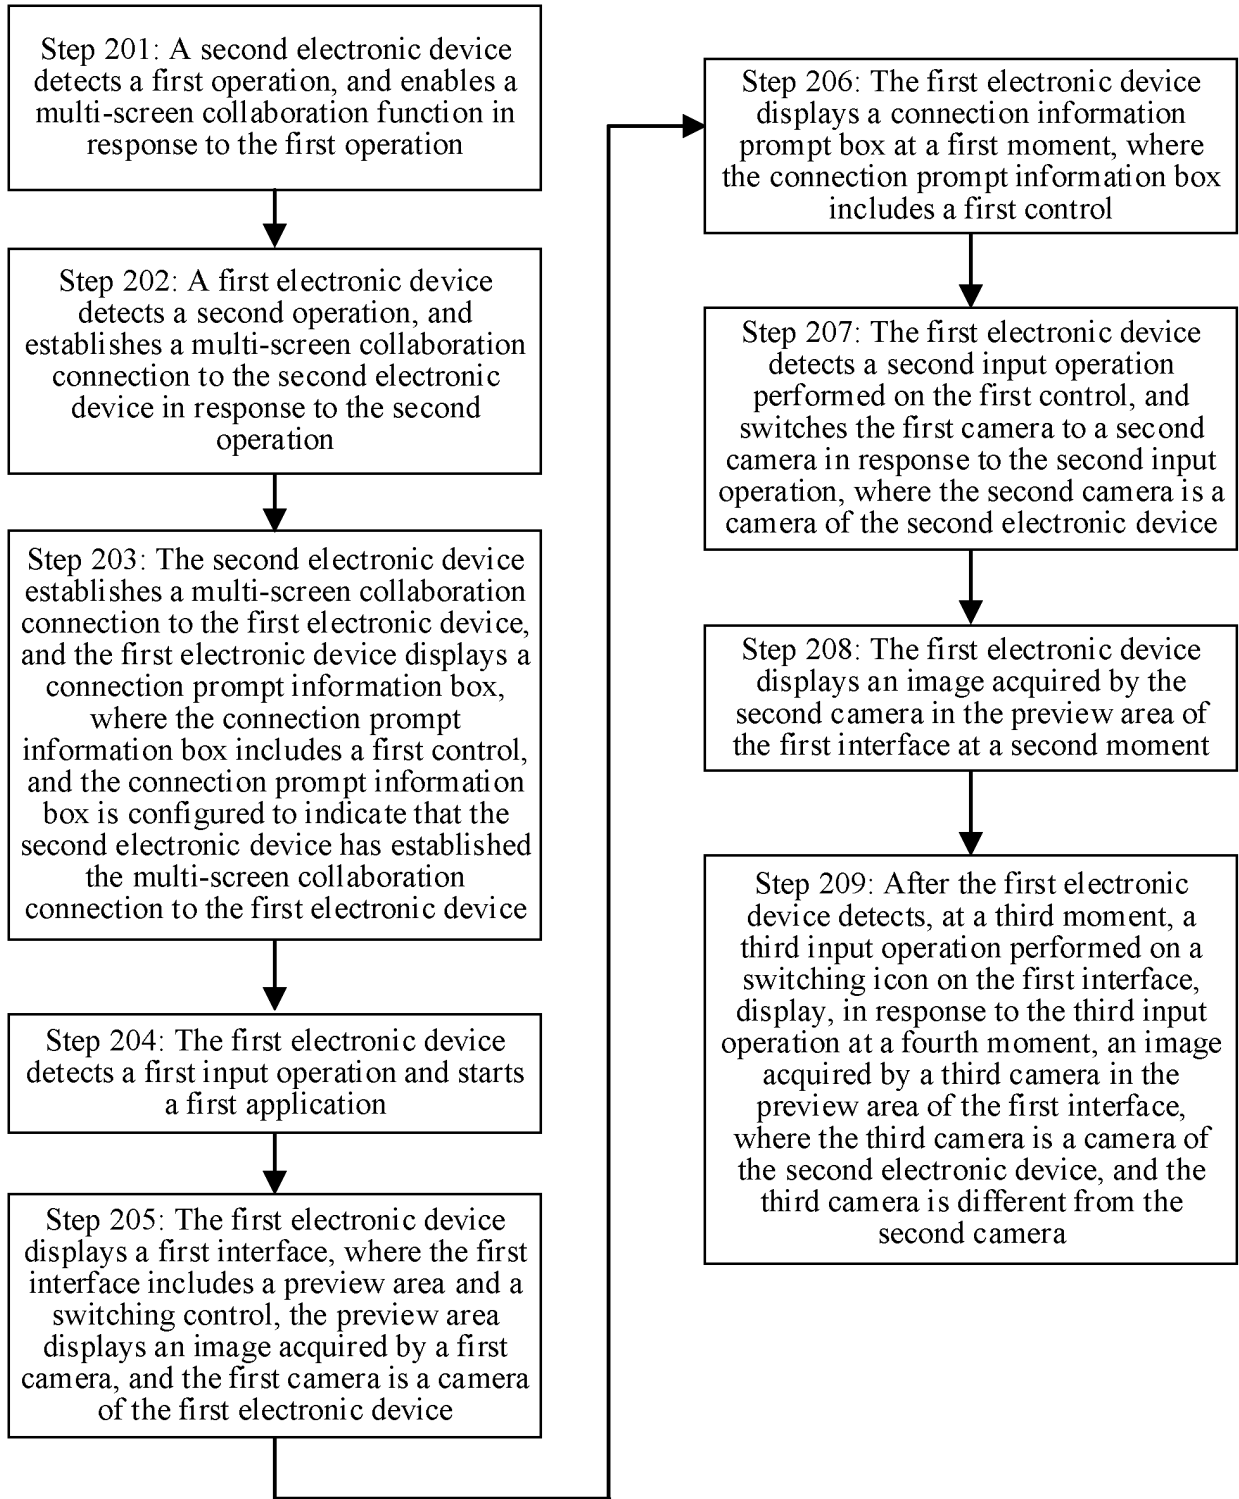 Step 201: A second electronic device
detects a first operation, and enables a
multi-screen collaboration function in
response to the first operation
Step 202: A first electronic device
detects a second operation, and
establishes a multi-screen collaboration
connection to the second electronic
device in response to the second
operation
Step 203: The second electronic device
establishes a multi-screen collaboration
connection to the first electronic device,
and the first electronic device displays a
connection prompt information box,
where the connection prompt
information box includes a first control,
and the connection prompt information
box is configured to indicate that the
second electronic device has established
the multi-screen collaboration
connection to the first electronic device
Step 204: The first electronic device
detects a first input operation and starts
a first application
Step 205: The first electronic device
displays a first interface, where the first
interface includes a preview area and a
switching control, the preview area
displays an image acquired by a first
camera, and the first camera is a camera
of the first electronic device
Step 206: The first electronic device
displays a connection information
prompt box at a first moment, where
the connection prompt information box
includes a first control
Step 207: The first electronic device
detects a second input operation
performed on the first control, and
switches the first camera to a second
camera in response to the second input
operation, where the second camera is a
camera of the second electronic device
Step 208: The first electronic device
displays an image acquired by the
second camera in the preview area of
the first interface at a second moment
Step 209: After the first electronic
device detects, at a third moment, a
third input operation performed on a
switching icon on the first interface,
display, in response to the third input
operation at a fourth moment, an image
acquired by a third camera in the
preview area of the first interface,
where the third camera is a camera of
the second electronic device, and the
third camera is different from the
second camera